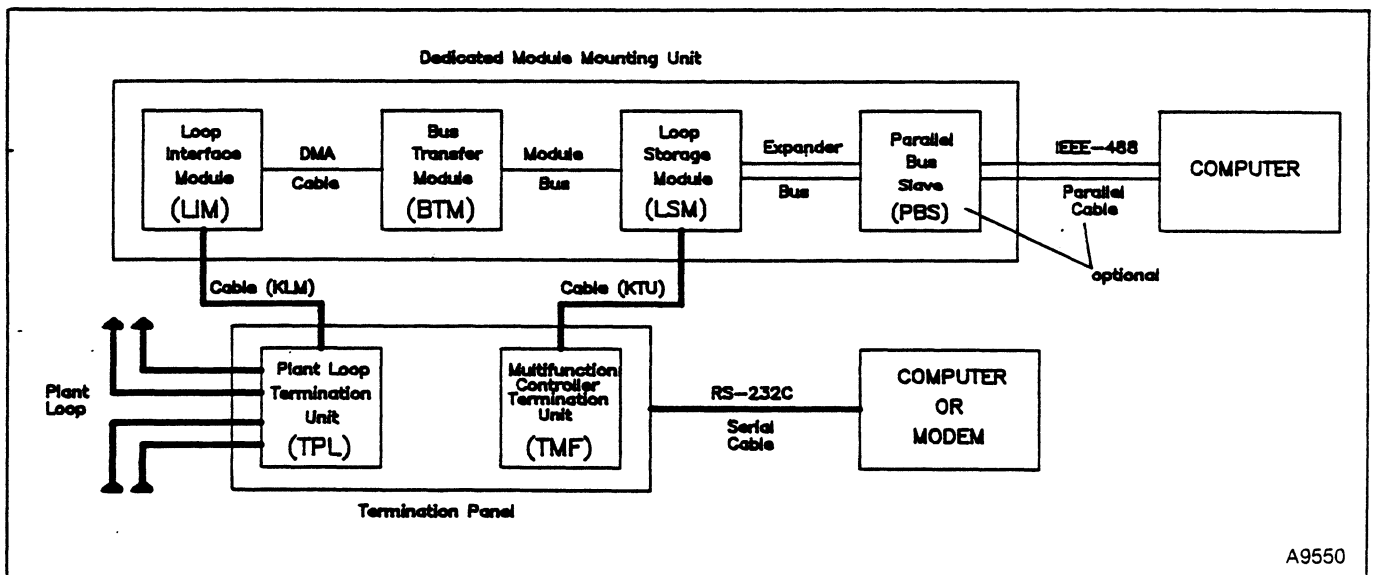 Dedicated Module Mounting Unit
Loop
Interface
Module
(LIM)
DMA
Cable
Bus
Transfer
Module
(BTM)
Module
Bus
Loop
Storage
Module
(LSM)
Expander
Bus
Parallel
Bus
Slave
(PBS)
IEEE-488
Parallel
Cable
optional
COMPUTER
Cable (KLM)
Cable (KTU)
Plant
Loop
Plant Loop
Termination
Unit
(TPL)
Multifunction
Controller
Termination
Unit
(TMF)
RS-232C
Serial
Cable
COMPUTER
OR
MODEM
Termination Panel
A9550